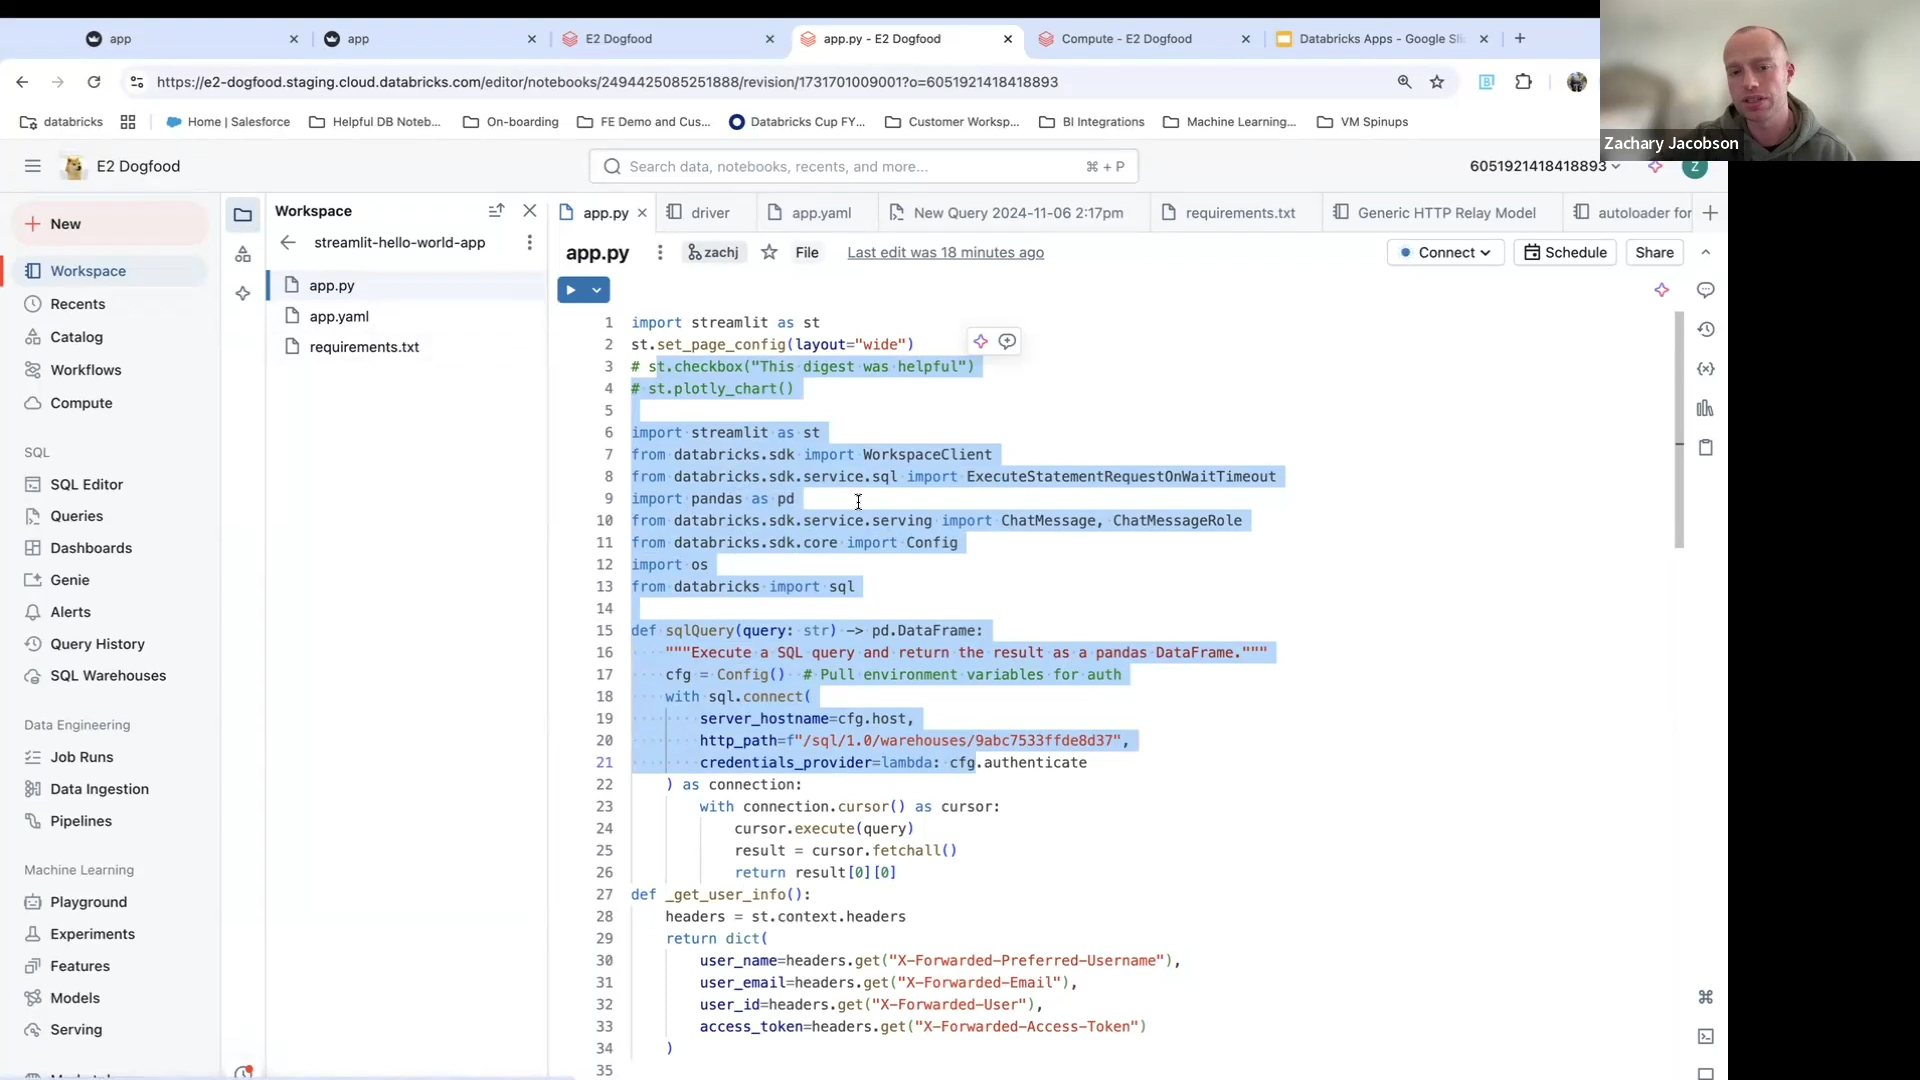 app
app
E2 Dogfood
app.py - E2 Dogfood
Compute - E2 Dogfood
Databricks Apps - Google Sli
https://e2-dogfood.staging.cloud.databricks.com/editor/notebooks/2494425085251888/revision/1731701009001?o=6051921418418893
databricks
Home | Salesforce
Helpful DB Noteb...
On-boarding
FE Demo and Cus...
Databricks Cup FY...
Customer Worksp...
BI Integrations
Machine Learning...
VM Spinups
Zachary Jacobson
E2 Dogfood
Search data, notebooks, recents, and more...
⌘ + P
6051921418418893
Z
New
Workspace
Recents
Catalog
Workflows
Compute
SQL
SQL Editor
Queries
Dashboards
Genie
Alerts
Query History
SQL Warehouses
Data Engineering
Job Runs
Data Ingestion
Pipelines
Machine Learning
Playground
Experiments
Features
Models
Serving
Workspace
streamlit-hello-world-app
app.py
app.yaml
requirements.txt
app.py
driver
app.yaml
New Query 2024-11-06 2:17pm
requirements.txt
Generic HTTP Relay Model
autoloader for
app.py
zachj
File
Last edit was 18 minutes ago
Connect
Schedule
Share
1 import streamlit as st
2 st.set_page_config(layout="wide")
3 # st.checkbox("This digest was helpful")
4 # st.plotly_chart()
5
6 import streamlit as st
7 from databricks.sdk import WorkspaceClient
8 from databricks.sdk.service.sql import ExecuteStatementRequestOnWaitTimeout
9 import pandas as pd
10 from databricks.sdk.service.serving import ChatMessage, ChatMessageRole
11 from databricks.sdk.core import Config
12 import os
13 from databricks import sql
14
15 def sqlQuery(query: str) -> pd.DataFrame:
16 """Execute a SQL query and return the result as a pandas DataFrame."""
17 cfg = Config() # Pull environment variables for auth
18 with sql.connect(
19 server_hostname=cfg.host,
20 http_path=f"/sql/1.0/warehouses/9abc7533ffde8d37",
21 credentials_provider=lambda: cfg.authenticate
22 ) as connection:
23 with connection.cursor() as cursor:
24 cursor.execute(query)
25 result = cursor.fetchall()
26 return result[0][0]
27 def _get_user_info():
28 headers = st.context.headers
29 return dict(
30 user_name=headers.get("X-Forwarded-Preferred-Username"),
31 user_email=headers.get("X-Forwarded-Email"),
32 user_id=headers.get("X-Forwarded-User"),
33 access_token=headers.get("X-Forwarded-Access-Token")
34 )
35